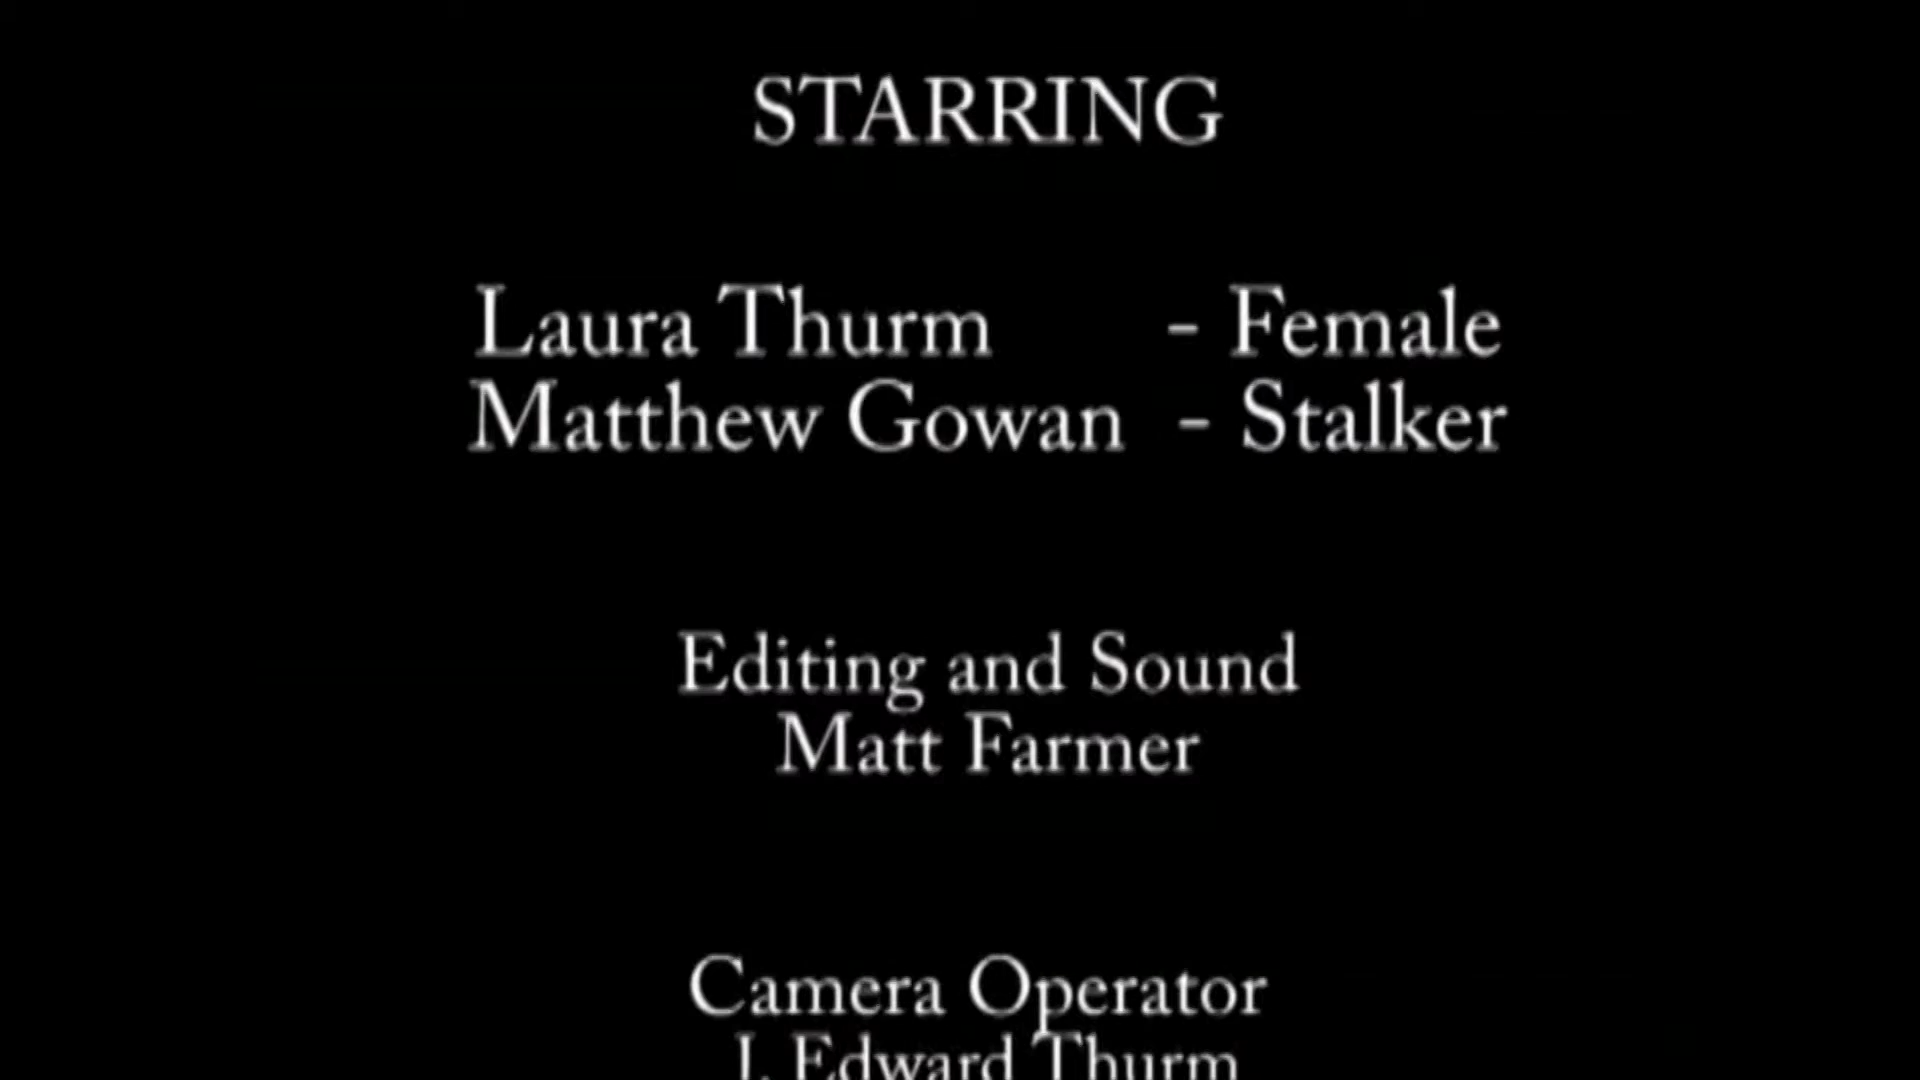 STARRING
Laura Thurm - Female
Matthew Gowan - Stalker
Editing and Sound
Matt Farmer
Camera Operator
J. Edward Thurm